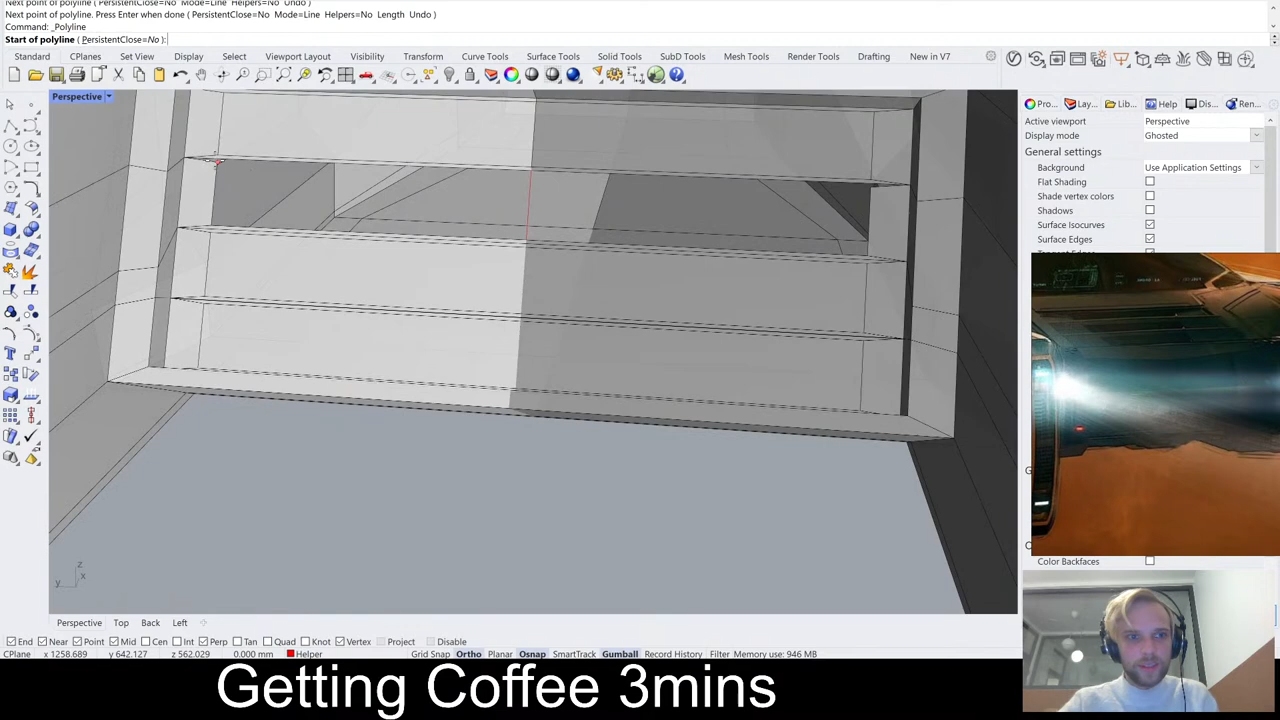 Next point of polyline ( PersistentClose=No Mode=Line Helpers=No Undo )
Next point of polyline. Press Enter when done ( PersistentClose=No Mode=Line Helpers=No Length Undo )
Command: _Polyline
Start of polyline ( PersistentClose=No ):
Standard CPlanes Set View Display Select Viewport Layout Visibility Transform Curve Tools Surface Tools Solid Tools SubD Tools Mesh Tools Render Tools Drafting New in V7
Perspective
Pro... Lay... Lib... Help Dis... Ren...
Active viewport Perspective
Display mode Ghosted
General settings
Background Use Application Settings
Flat Shading
Shade vertex colors
Shadows
Surface Isocurves
Surface Edges
Color Backfaces
z
y x
Perspective Top Back Left
End Near Point Mid Cen Int Perp Tan Quad Knot Vertex Project Disable
CPlane x 1258.689 y 642.127 z 562.029 0.000 mm Helper Grid Snap Ortho Planar Osnap SmartTrack Gumball Record History Filter Memory use: 946 MB
Getting Coffee 3mins